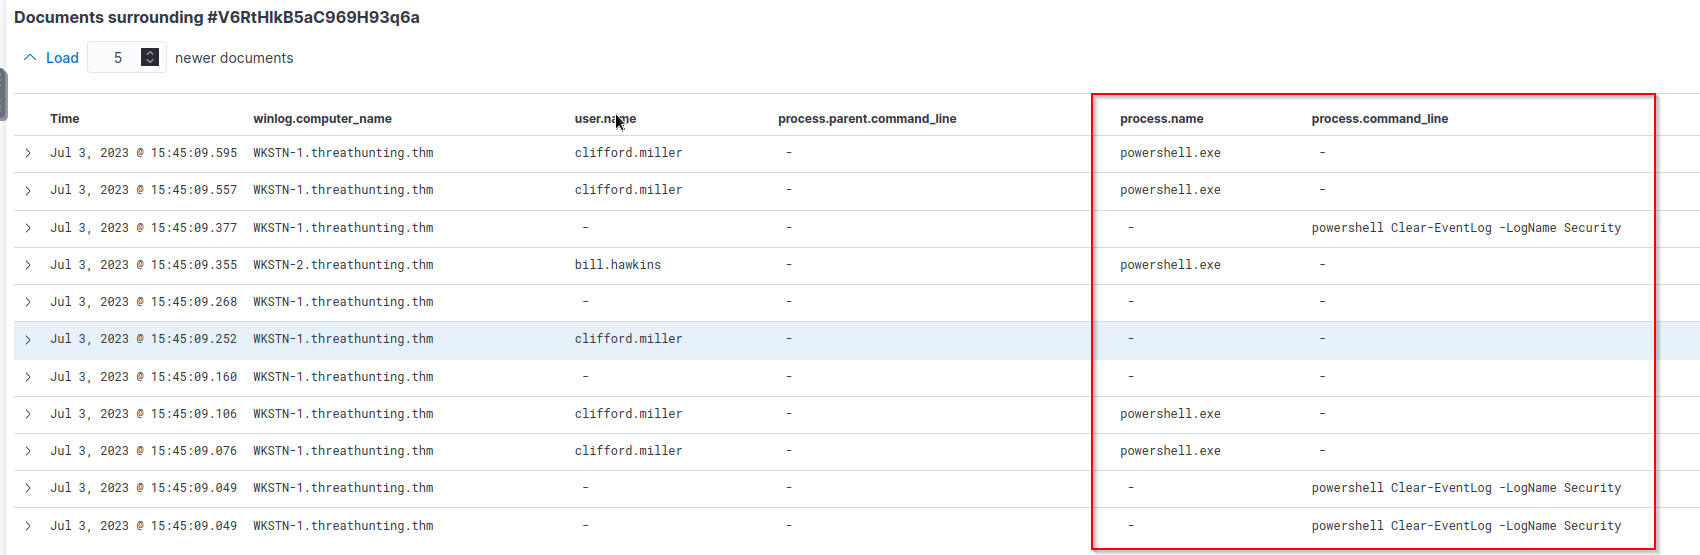 Documents surrounding #V6RtHIkB5aC969H93q6a
Load 5 newer documents
Time winlog.computer_name user.name process.parent.command_line process.name process.command_line
Jul 3, 2023 @ 15:45:09.595 WKSTN-1.threathunting.thm clifford.miller - powershell.exe -
Jul 3, 2023 @ 15:45:09.557 WKSTN-1.threathunting.thm clifford.miller - powershell.exe -
Jul 3, 2023 @ 15:45:09.377 WKSTN-1.threathunting.thm - - - powershell Clear-EventLog -LogName Security
Jul 3, 2023 @ 15:45:09.355 WKSTN-2.threathunting.thm bill.hawkins - powershell.exe -
Jul 3, 2023 @ 15:45:09.268 WKSTN-1.threathunting.thm - - - -
Jul 3, 2023 @ 15:45:09.252 WKSTN-1.threathunting.thm clifford.miller - - -
Jul 3, 2023 @ 15:45:09.160 WKSTN-1.threathunting.thm - - - -
Jul 3, 2023 @ 15:45:09.106 WKSTN-1.threathunting.thm clifford.miller - powershell.exe -
Jul 3, 2023 @ 15:45:09.076 WKSTN-1.threathunting.thm clifford.miller - powershell.exe -
Jul 3, 2023 @ 15:45:09.049 WKSTN-1.threathunting.thm - - - powershell Clear-EventLog -LogName Security
Jul 3, 2023 @ 15:45:09.049 WKSTN-1.threathunting.thm - - - powershell Clear-EventLog -LogName Security